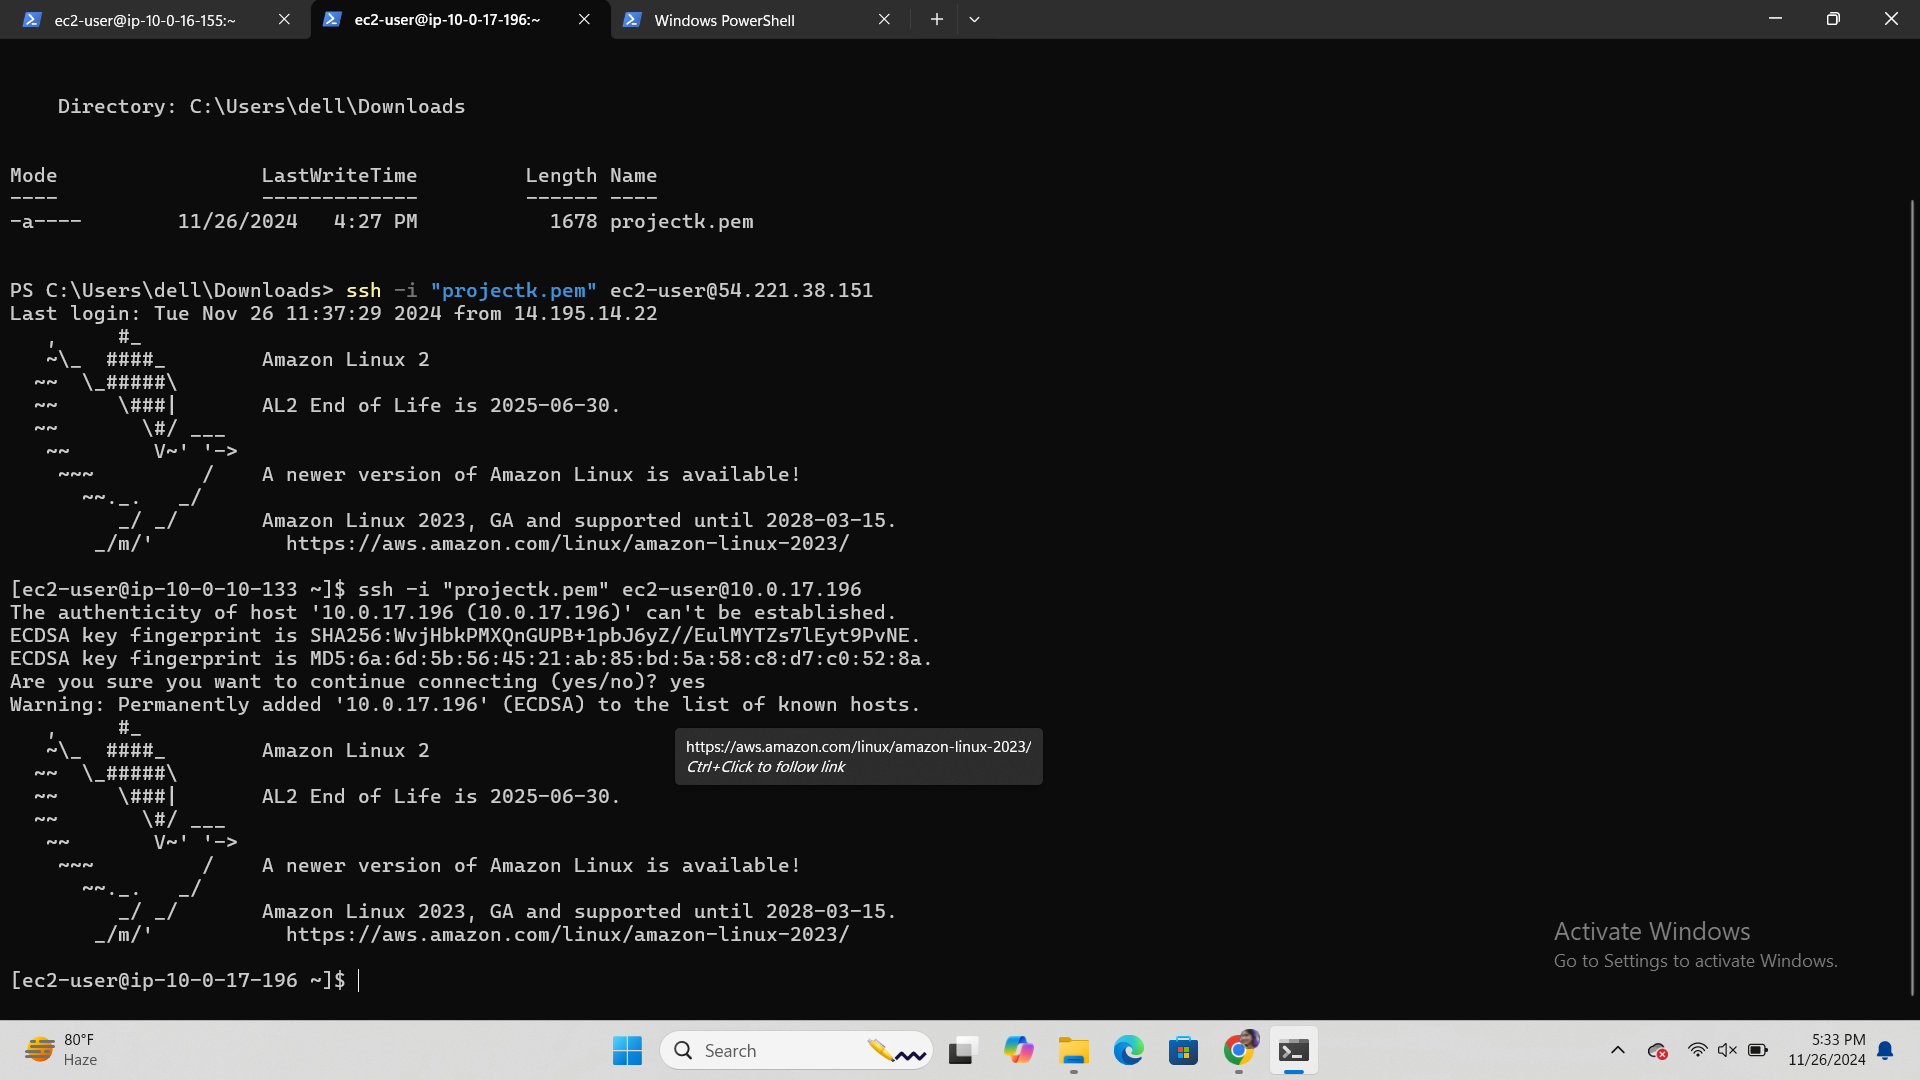 ec2-user@ip-10-0-16-155:~
ec2-user@ip-10-0-17-196:~
Windows PowerShell
Directory: C:\Users\dell\Downloads
Mode                 LastWriteTime         Length Name
----                 -------------         ------ ----
-a----        11/26/2024   4:27 PM           1678 projectk.pem
PS C:\Users\dell\Downloads> ssh -i "projectk.pem" ec2-user@54.221.38.151
Last login: Tue Nov 26 11:37:29 2024 from 14.195.14.22
   ,     #_
   ~\_  ####_        Amazon Linux 2
  ~~  \_#####\
  ~~     \###|       AL2 End of Life is 2025-06-30.
  ~~       \#/ ___
   ~~       V~' '->
    ~~~         /    A newer version of Amazon Linux is available!
      ~~._.   _/
         _/ _/       Amazon Linux 2023, GA and supported until 2028-03-15.
       _/m/'           https://aws.amazon.com/linux/amazon-linux-2023/
[ec2-user@ip-10-0-10-133 ~]$ ssh -i "projectk.pem" ec2-user@10.0.17.196
The authenticity of host '10.0.17.196 (10.0.17.196)' can't be established.
ECDSA key fingerprint is SHA256:WvjHbkPMXQnGUPB+1pbJ6yZ//EulMYTZs7lEyt9PvNE.
ECDSA key fingerprint is MD5:6a:6d:5b:56:45:21:ab:85:bd:5a:58:c8:d7:c0:52:8a.
Are you sure you want to continue connecting (yes/no)? yes
Warning: Permanently added '10.0.17.196' (ECDSA) to the list of known hosts.
   ,     #_
   ~\_  ####_        Amazon Linux 2
  ~~  \_#####\
  ~~     \###|       AL2 End of Life is 2025-06-30.
  ~~       \#/ ___
   ~~       V~' '->
    ~~~         /    A newer version of Amazon Linux is available!
      ~~._.   _/
         _/ _/       Amazon Linux 2023, GA and supported until 2028-03-15.
       _/m/'           https://aws.amazon.com/linux/amazon-linux-2023/
[ec2-user@ip-10-0-17-196 ~]$
https://aws.amazon.com/linux/amazon-linux-2023/
Ctrl+Click to follow link
Activate Windows
Go to Settings to activate Windows.
80°F
Haze
Search
5:33 PM
11/26/2024